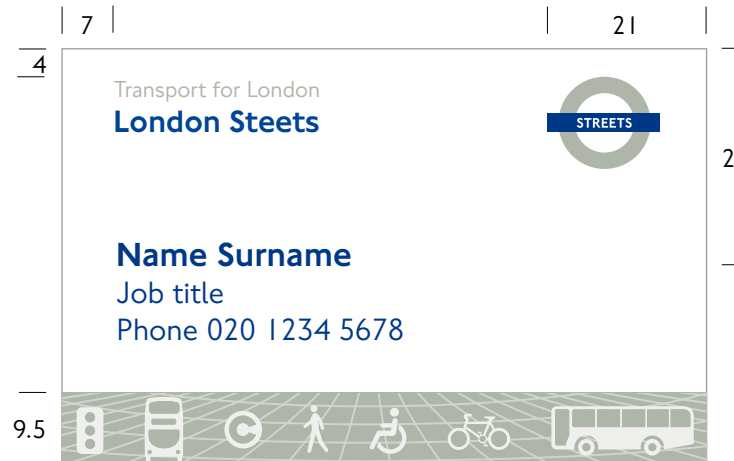 7
21
4
Transport for London
London Steets
STREETS
2
Name Surname
Job title
Phone 020 1234 5678
9.5
C